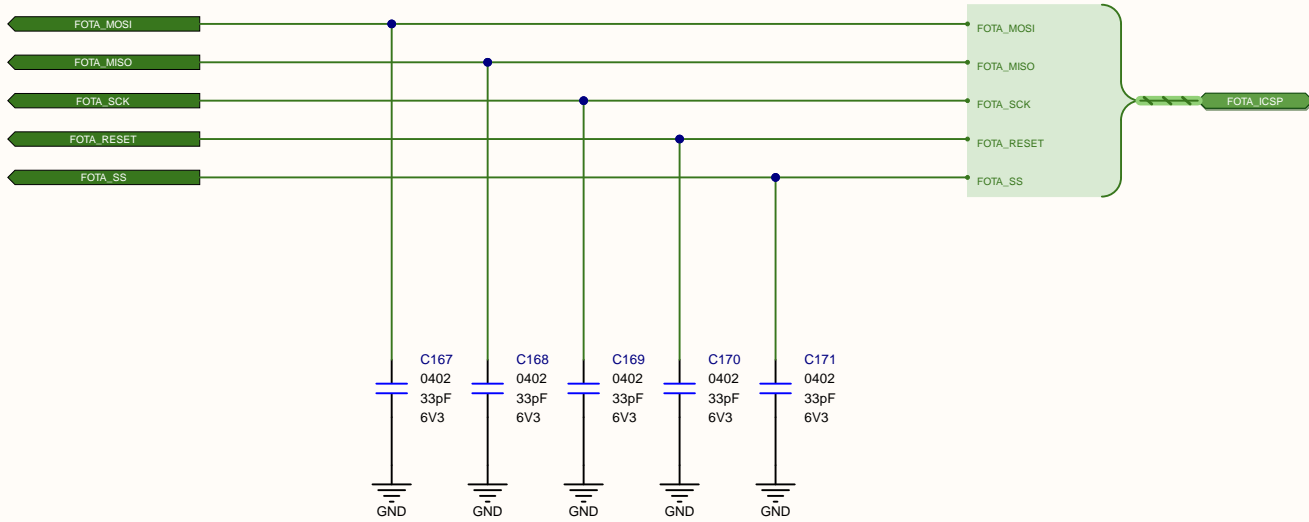 FOTA_MOSI
FOTA_MOSI
FOTA_MISO
FOTA_MISO
FOTA_SCK
FOTA_SCK
FOTA_ICSP
FOTA_RESET
FOTA_RESET
FOTA_SS
FOTA_SS
C167
0402
33pF
6V3
C168
0402
33pF
6V3
C169
0402
33pF
6V3
C170
0402
33pF
6V3
C171
0402
33pF
6V3
GND
GND
GND
GND
GND